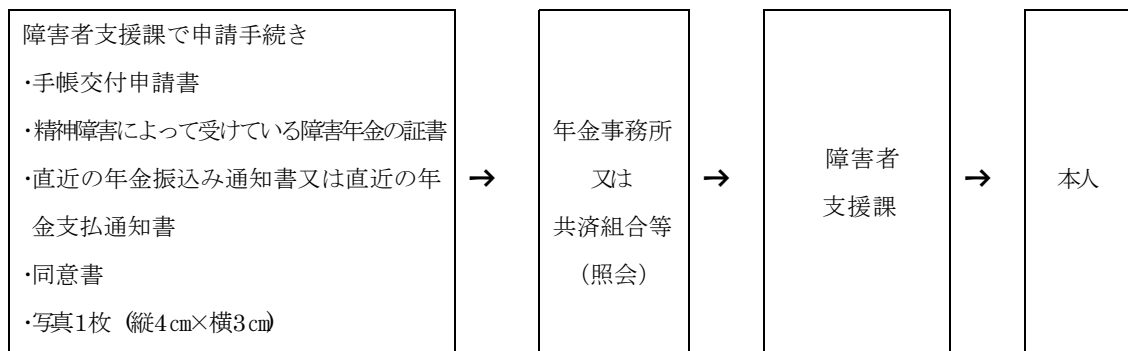 障害者支援課で申請手続き
・手帳交付申請書
・精神障害によって受けている障害年金の証書
・直近の年金振込み通知書又は直近の年
金支払通知書
・同意書
・写真1枚 (縦4㎝×横3㎝)
→
年金事務所
又は
共済組合等
（照会）
→
障害者
支援課
→
本人